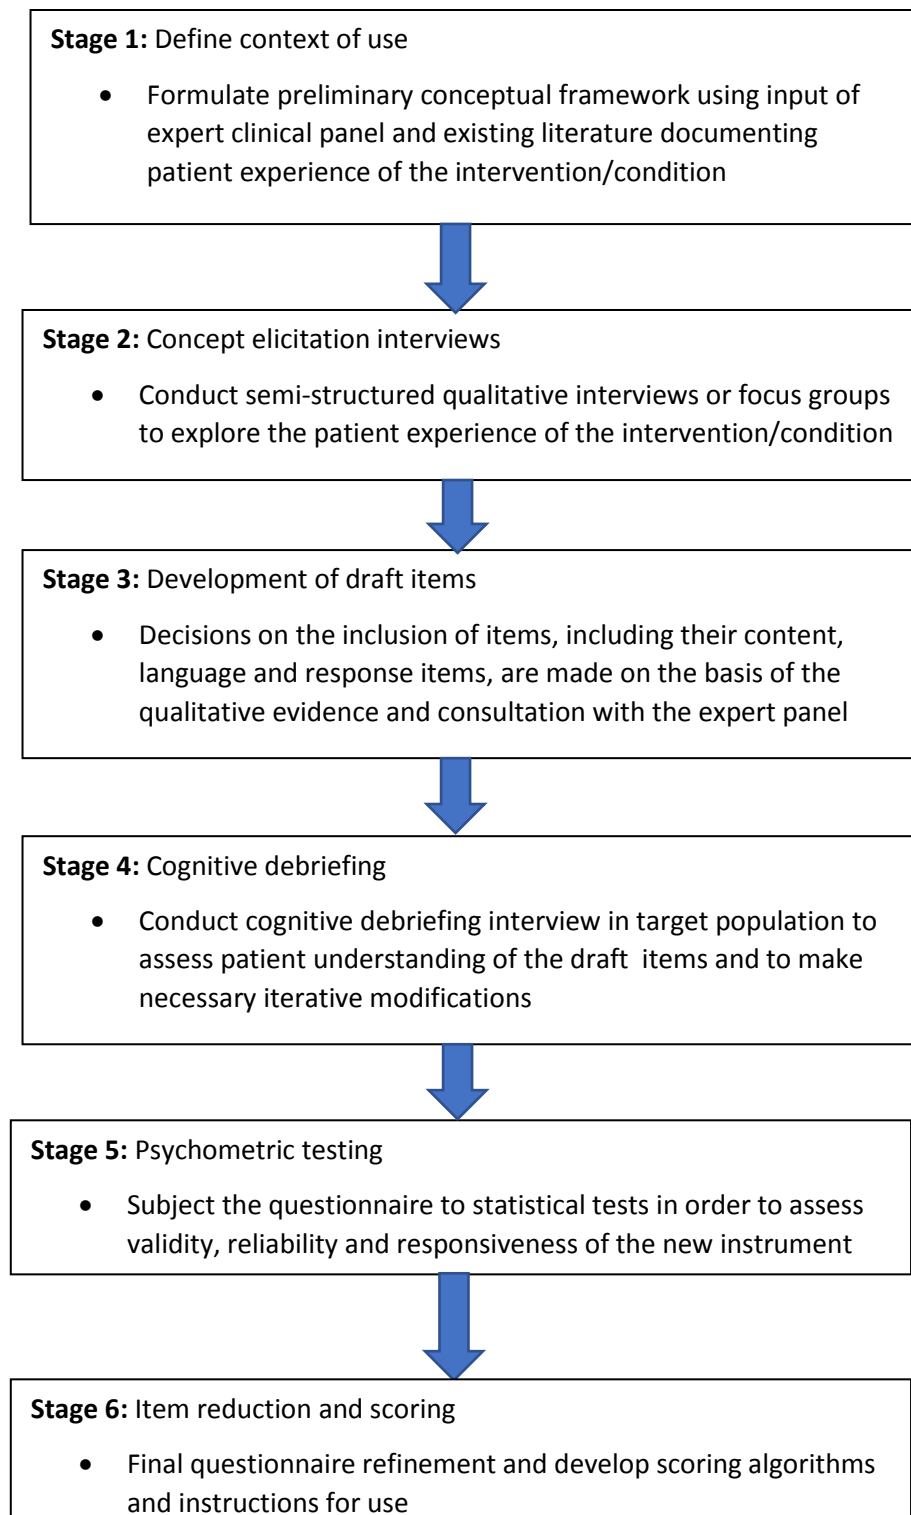 Stage 1: Define context of use
• Formulate preliminary conceptual framework using input of
expert clinical panel and existing literature documenting
patient experience of the intervention/condition
Stage 2: Concept elicitation interviews
• Conduct semi-structured qualitative interviews or focus groups
to explore the patient experience of the intervention/condition
Stage 3: Development of draft items
• Decisions on the inclusion of items, including their content,
language and response items, are made on the basis of the
qualitative evidence and consultation with the expert panel
Stage 4: Cognitive debriefing
• Conduct cognitive debriefing interview in target population to
assess patient understanding of the draft items and to make
necessary iterative modifications
Stage 5: Psychometric testing
• Subject the questionnaire to statistical tests in order to assess
validity, reliability and responsiveness of the new instrument
Stage 6: Item reduction and scoring
• Final questionnaire refinement and develop scoring algorithms
and instructions for use